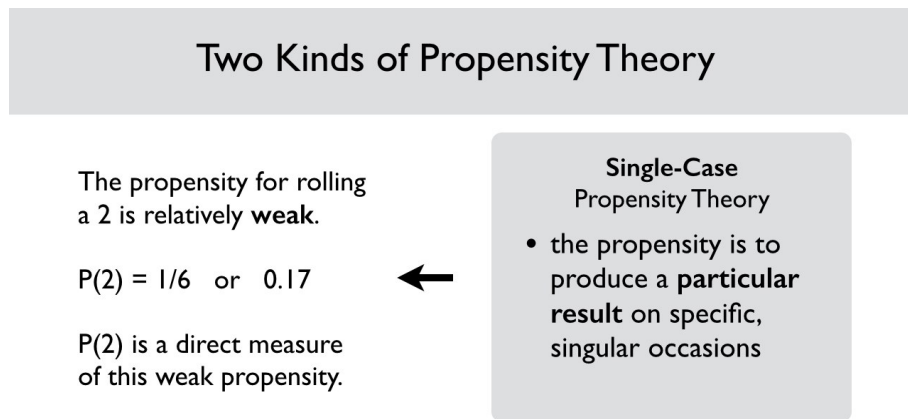 Two Kinds of Propensity Theory
The propensity for rolling
a 2 is relatively weak.
P(2) = 1/6 or 0.17
P(2) is a direct measure
of this weak propensity.
Single-Case
Propensity Theory
• the propensity is to
produce a particular
result on specific,
singular occasions